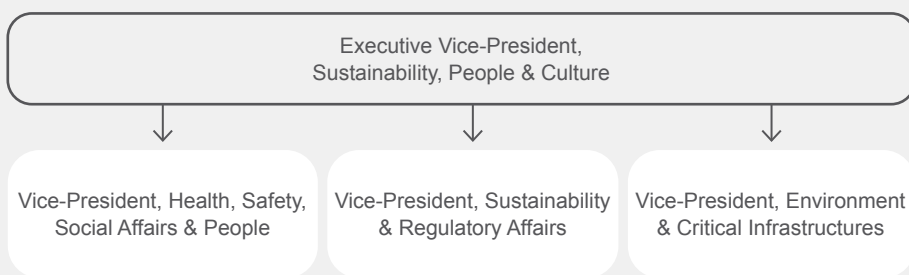 Executive Vice-President,
Sustainability, People & Culture
Vice-President, Health, Safety,
Social Affairs & People
Vice-President, Sustainability
& Regulatory Affairs
Vice-President, Environment
& Critical Infrastructures